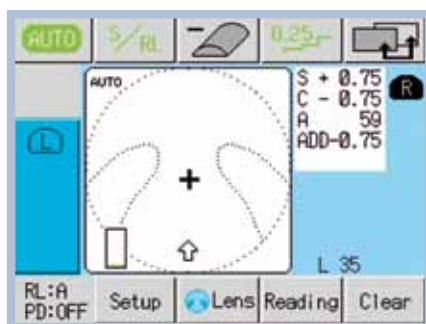 AUTO
S/RL
0.25
AUTO
S + 0.75
C - 0.75
A 59
ADD-0.75
R
L
L 35
RL:A
PD:OFF
Setup
Lens
Reading
Clear